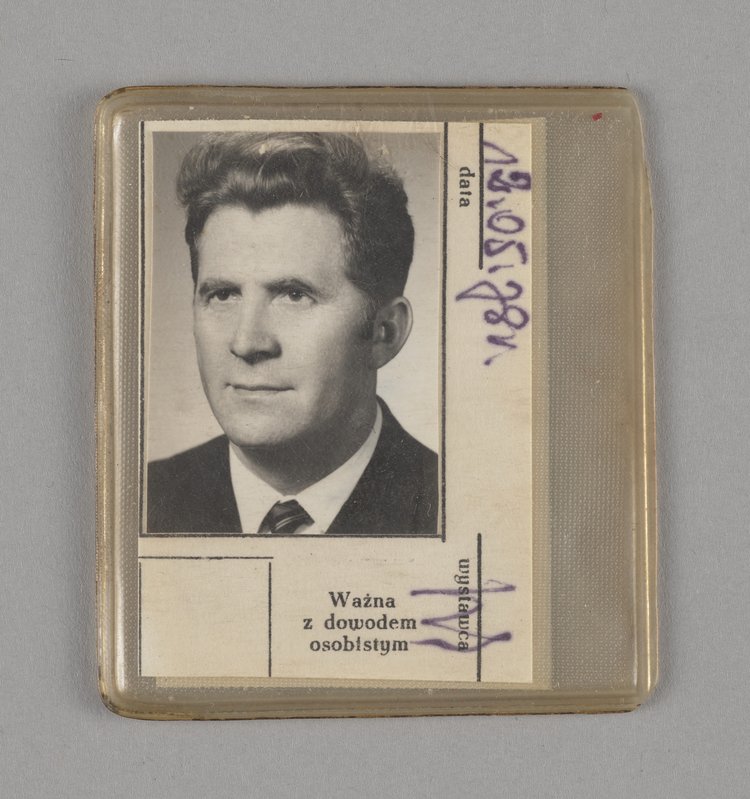 data
Ważna
z dowodem
osobistym
wystawca